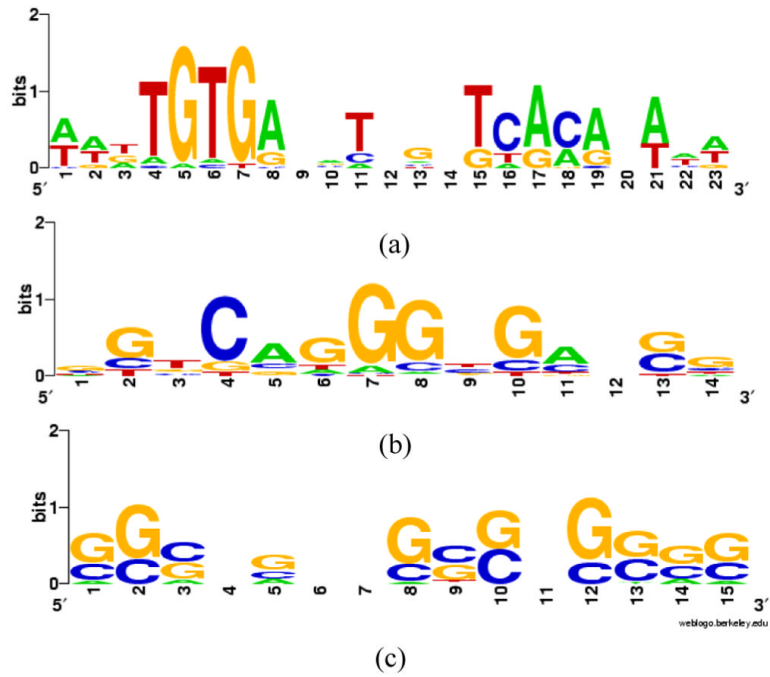 2
bits
1
0
A A T T G T G A T G T C A C A A A A
T T G A A A T G C G T G A G T T
5′ 1 2 3 4 5 6 7 8 9 10 11 12 13 14 15 16 17 18 19 20 21 22 23 3′
(a)
2
bits
1
0
G C A G G G G A G G
G C T G C T A C T C C C
5′ 1 2 3 4 5 6 7 8 9 10 11 12 13 14 3′
(b)
2
bits
1
0
G G C G G C G G G G G
C C G C C G C C C C C
5′ 1 2 3 4 5 6 7 8 9 10 11 12 13 14 15 3′
weblogo.berkeley.edu
(c)